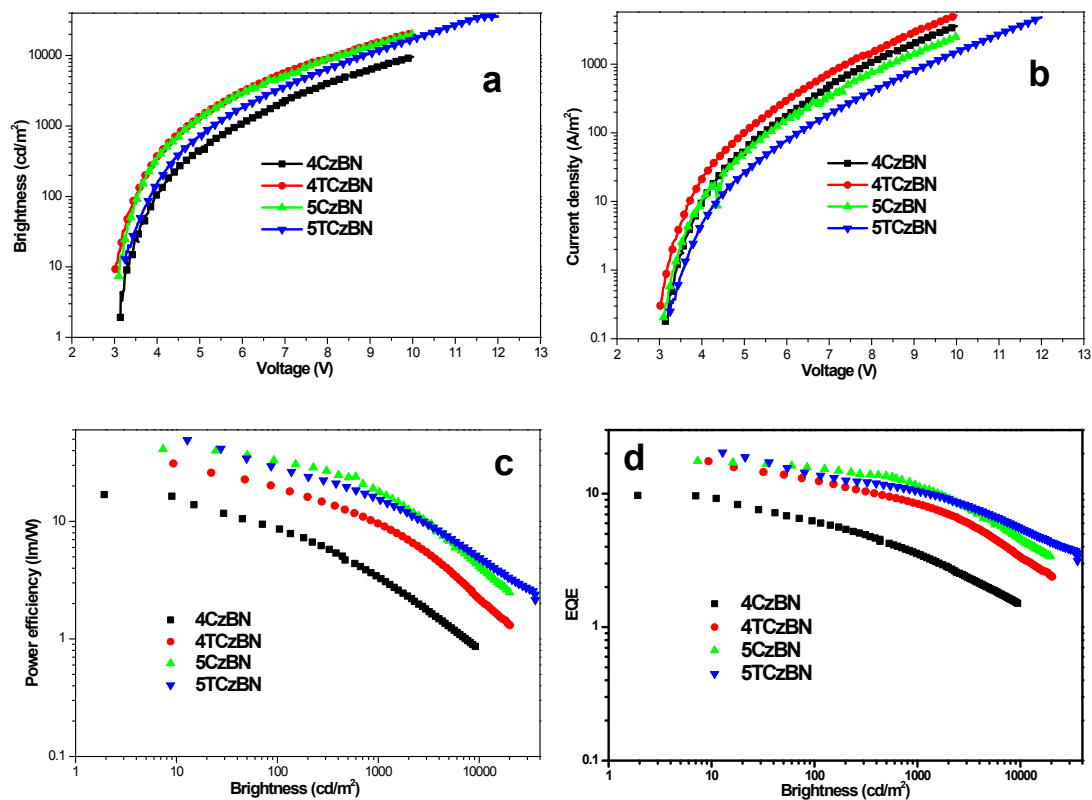 a
Brightness (cd/m²)
10000
1000
100
10
1
4CzBN
4TCzBN
5CzBN
5TCzBN
2 3 4 5 6 7 8 9 10 11 12 13
Voltage (V)
b
Current density (A/m²)
1000
100
10
1
0.1
4CzBN
4TCzBN
5CzBN
5TCzBN
2 3 4 5 6 7 8 9 10 11 12 13
Voltage (V)
c
Power efficiency (lm/W)
10
1
0.1
4CzBN
4TCzBN
5CzBN
5TCzBN
1 10 100 1000 10000
Brightness (cd/m²)
d
EQE
10
1
0.1
4CzBN
4TCzBN
5CzBN
5TCzBN
1 10 100 1000 10000
Brightness (cd/m²)